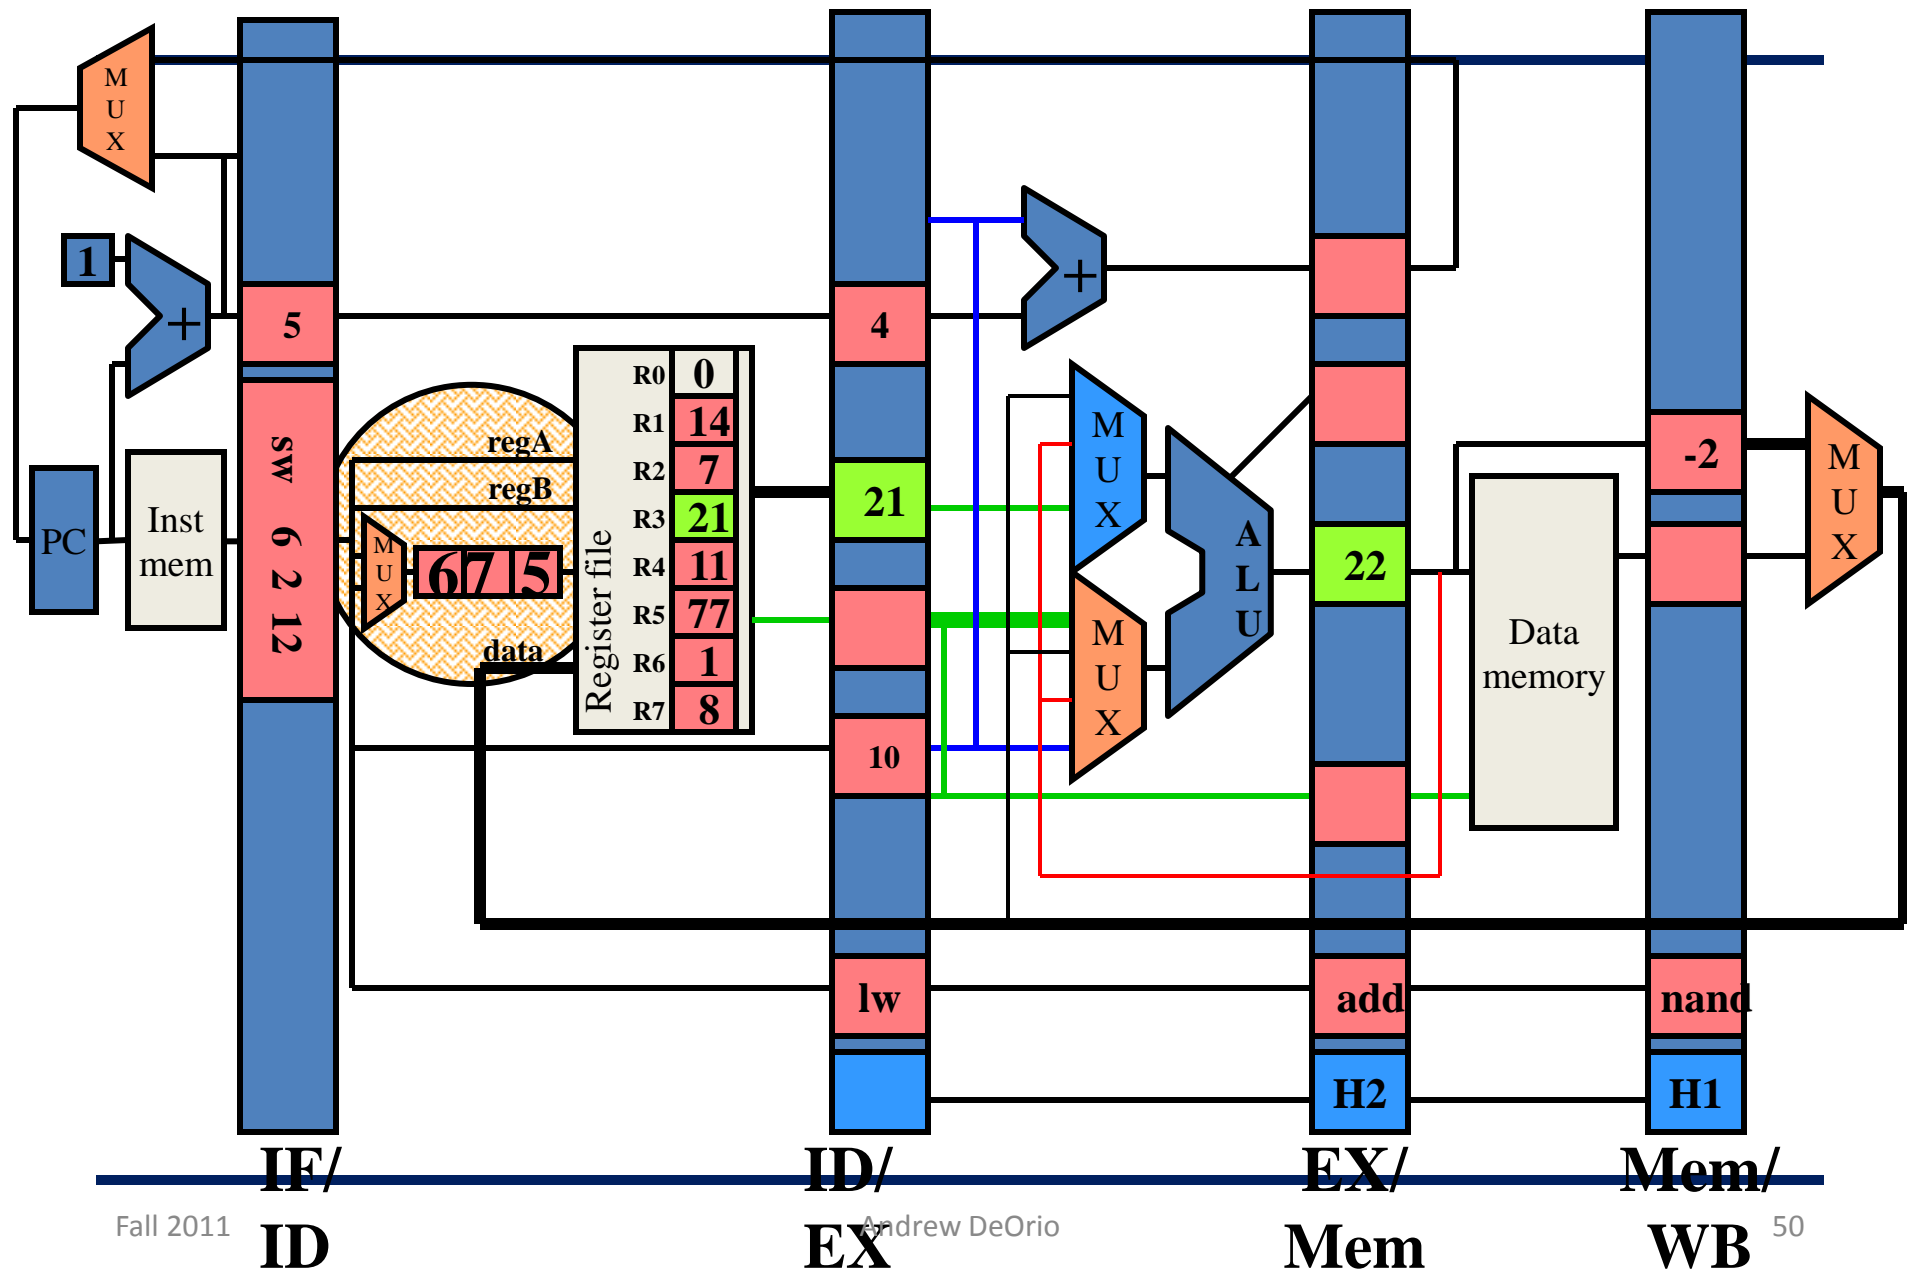 M
U
X
1
+
5
4
+
sw 6 2 12
PC
Inst
mem
regA
regB
data
M
U
X
6 7 5
Register file
R0 0
R1 14
R2 7
R3 21
R4 11
R5 77
R6 1
R7 8
21
10
M
U
X
M
U
X
A
L
U
22
Data
memory
-2
M
U
X
lw
add
nand
H2
H1
IF/
ID
ID/
EX
EX/
Mem
Mem/
WB
Fall 2011
Andrew DeOrio
50